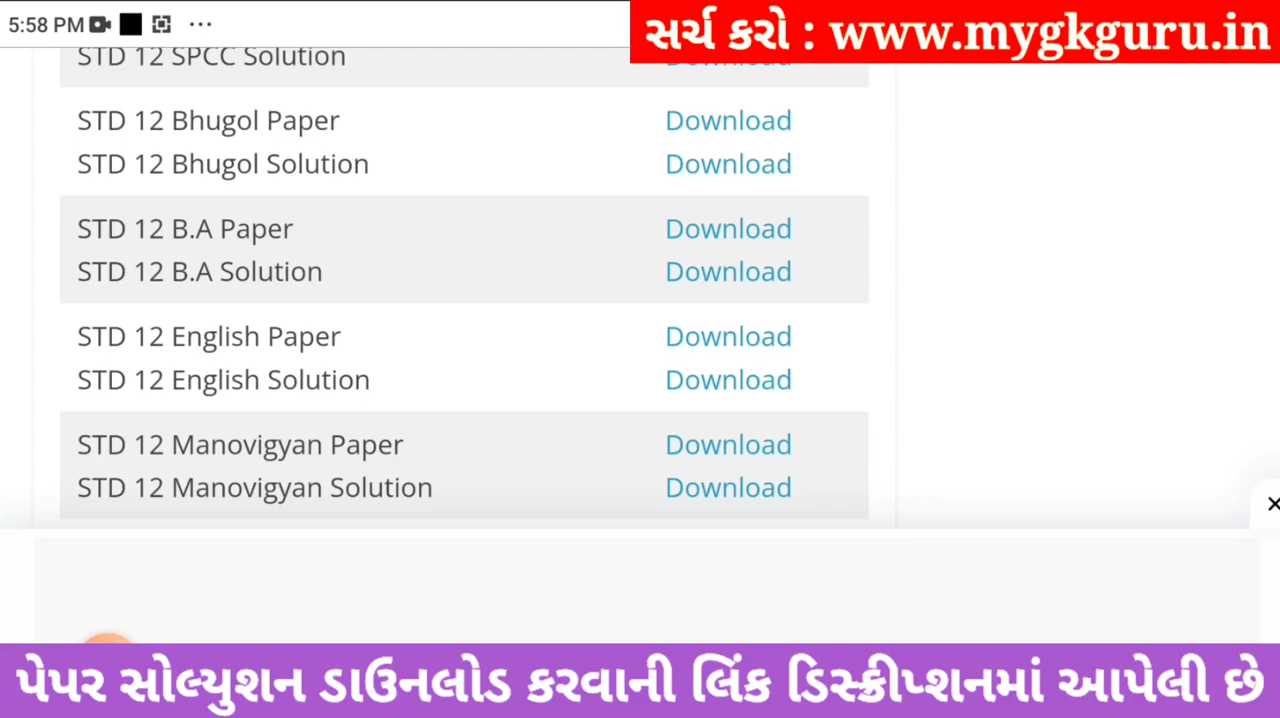 5:58 PM ...
સર્ચ કરો : www.mygkguru.in
STD 12 SPCC Solution Download
STD 12 Bhugol Paper Download
STD 12 Bhugol Solution Download
STD 12 B.A Paper Download
STD 12 B.A Solution Download
STD 12 English Paper Download
STD 12 English Solution Download
STD 12 Manovigyan Paper Download
STD 12 Manovigyan Solution Download
પેપર સોલ્યુશન ડાઉનલોડ કરવાની લિંક ડિસ્ક્રીપ્શનમાં આપેલી છે